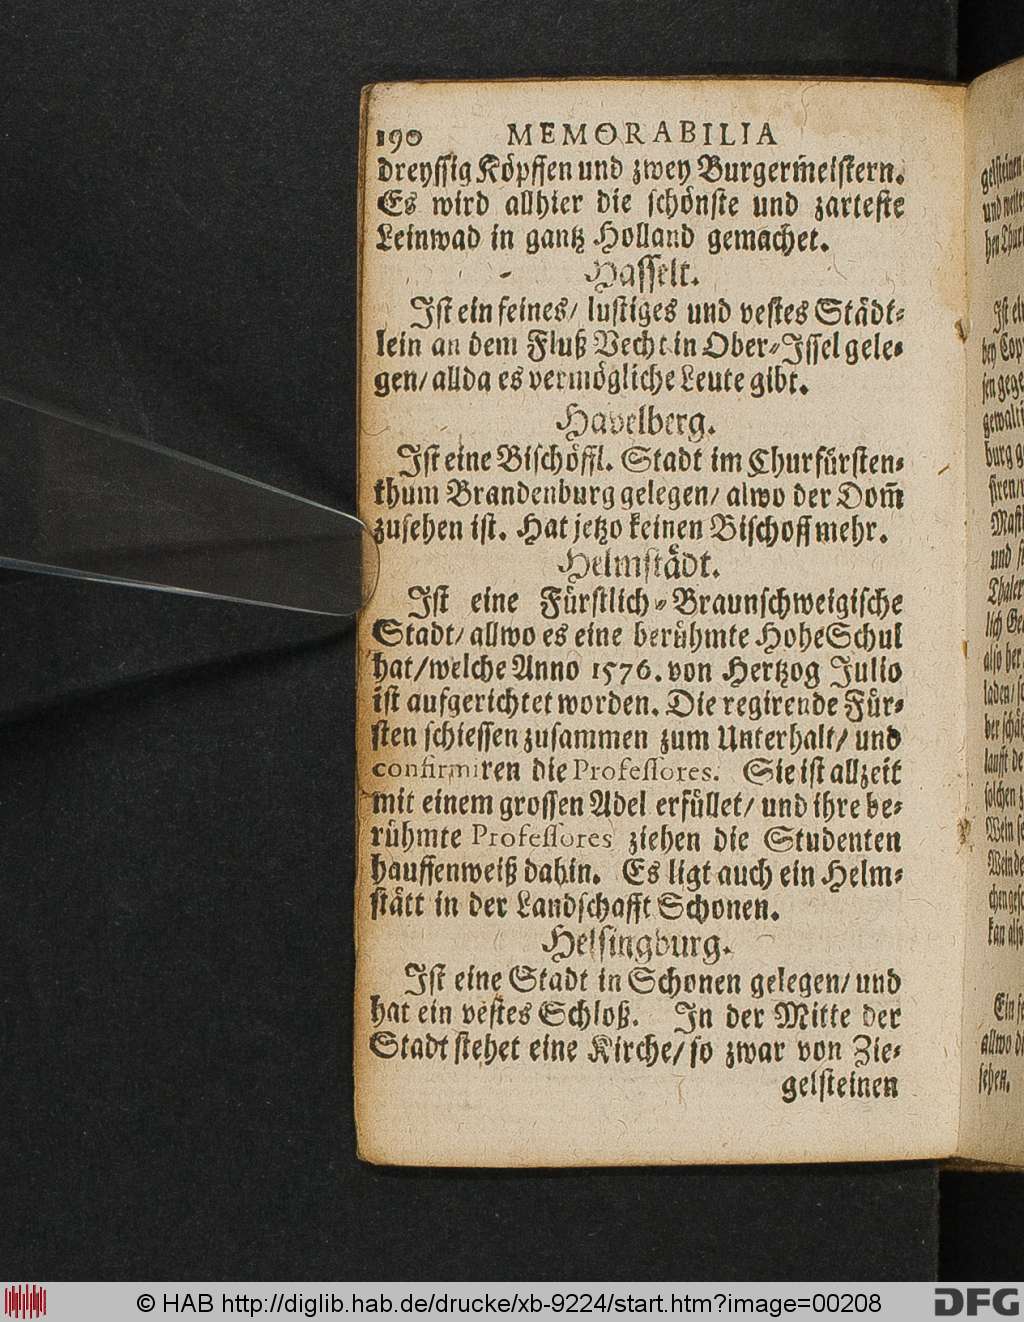 190 MEMORABILIA
dreyssig Köpffen und zwey Burgerm̃eistern.
Es wird allhier die schönste und zarteste
Leinwad in gantz Holland gemachet.
Hasselt.
Ist ein feines/ lustiges und vestes Städt-
lein an dem Fluß Vecht in Ober-Issel gele-
gen/ allda es vermögliche Leute gibt.
Havelberg.
Ist eine Bischöffl. Stadt im Churfürsten-
thum Brandenburg gelegen/ alwo der Dom̃
zusehen ist. Hat jetzo keinen Bischoff mehr.
Helmstädt.
Ist eine Fürstlich-Braunschweigische
Stadt/ allwo es eine berühmte Hohe Schul
hat/ welche Anno 1576. von Hertzog Julio
ist aufgerichtet worden. Die regirende Für-
sten schiessen zusammen zum Unterhalt/ und
confirmiren die Professores. Sie ist allzeit
mit einem grossen Adel erfüllet/ und ihre be-
rühmte Professores ziehen die Studenten
hauffenweiß dahin. Es ligt auch ein Helm-
stätt in der Landschafft Schonen.
Helsingburg.
Ist eine Stadt in Schonen gelegen/ und
hat ein vestes Schloß. In der Mitte der
Stadt stehet eine Kirche/ so zwar von Zie-
gelsteinen
gelsteinen
und
allwo
sehen.
© HAB http://diglib.hab.de/drucke/xb-9224/start.htm?image=00208
DFG